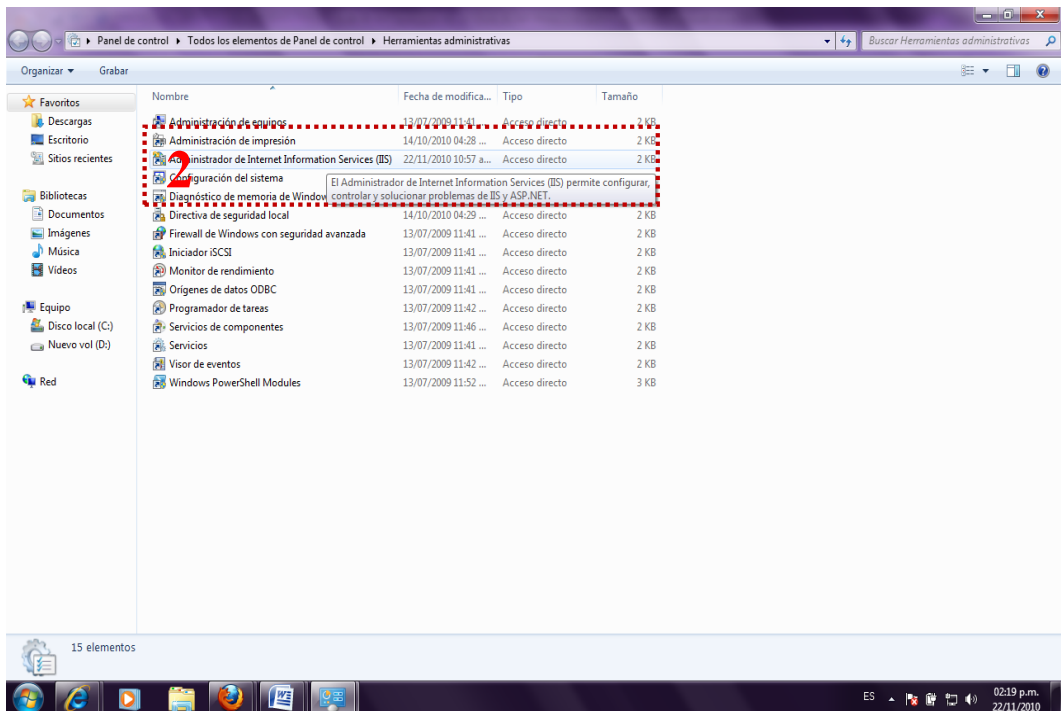 Panel de control ▸ Todos los elementos de Panel de control ▸ Herramientas administrativas
Buscar Herramientas administrativas
Organizar Grabar
Nombre Fecha de modifica... Tipo Tamaño
Favoritos
Descargas
Escritorio
Sitios recientes
Bibliotecas
Documentos
Imágenes
Música
Vídeos
Equipo
Disco local (C:)
Nuevo vol (D:)
Red
Administración de equipos 13/07/2009 11:41 ... Acceso directo 2 KB
Administración de impresión 14/10/2010 04:28 ... Acceso directo 2 KB
Administrador de Internet Information Services (IIS) 22/11/2010 10:57 a... Acceso directo 2 KB
2
Configuración del sistema
El Administrador de Internet Information Services (IIS) permite configurar,
controlar y solucionar problemas de IIS y ASP.NET.
Diagnóstico de memoria de Window
Directiva de seguridad local 14/10/2010 04:29 ... Acceso directo 2 KB
Firewall de Windows con seguridad avanzada 13/07/2009 11:41 ... Acceso directo 2 KB
Iniciador iSCSI 13/07/2009 11:41 ... Acceso directo 2 KB
Monitor de rendimiento 13/07/2009 11:41 ... Acceso directo 2 KB
Orígenes de datos ODBC 13/07/2009 11:41 ... Acceso directo 2 KB
Programador de tareas 13/07/2009 11:42 ... Acceso directo 2 KB
Servicios de componentes 13/07/2009 11:46 ... Acceso directo 2 KB
Servicios 13/07/2009 11:41 ... Acceso directo 2 KB
Visor de eventos 13/07/2009 11:42 ... Acceso directo 2 KB
Windows PowerShell Modules 13/07/2009 11:52 ... Acceso directo 3 KB
15 elementos
ES 02:19 p.m.
22/11/2010